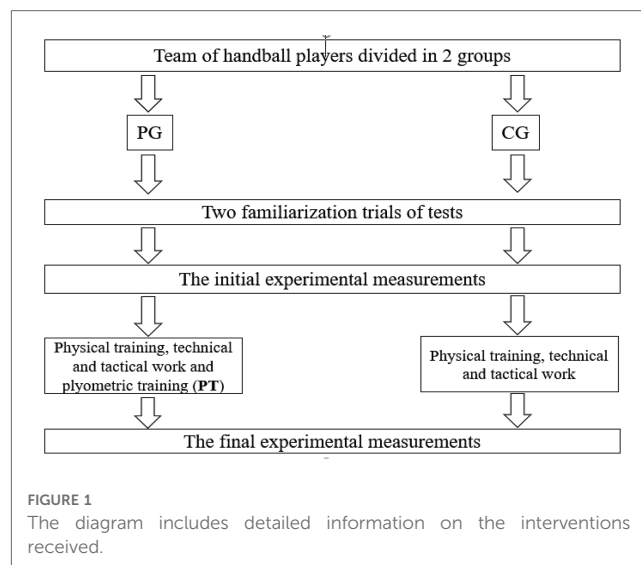 Team of handball players divided in 2 groups
PG
CG
Two familiarization trials of tests
The initial experimental measurements
Physical training, technical
and tactical work and
plyometric training (PT)
Physical training, technical
and tactical work
The final experimental measurements
FIGURE 1
The diagram includes detailed information on the interventions
received.